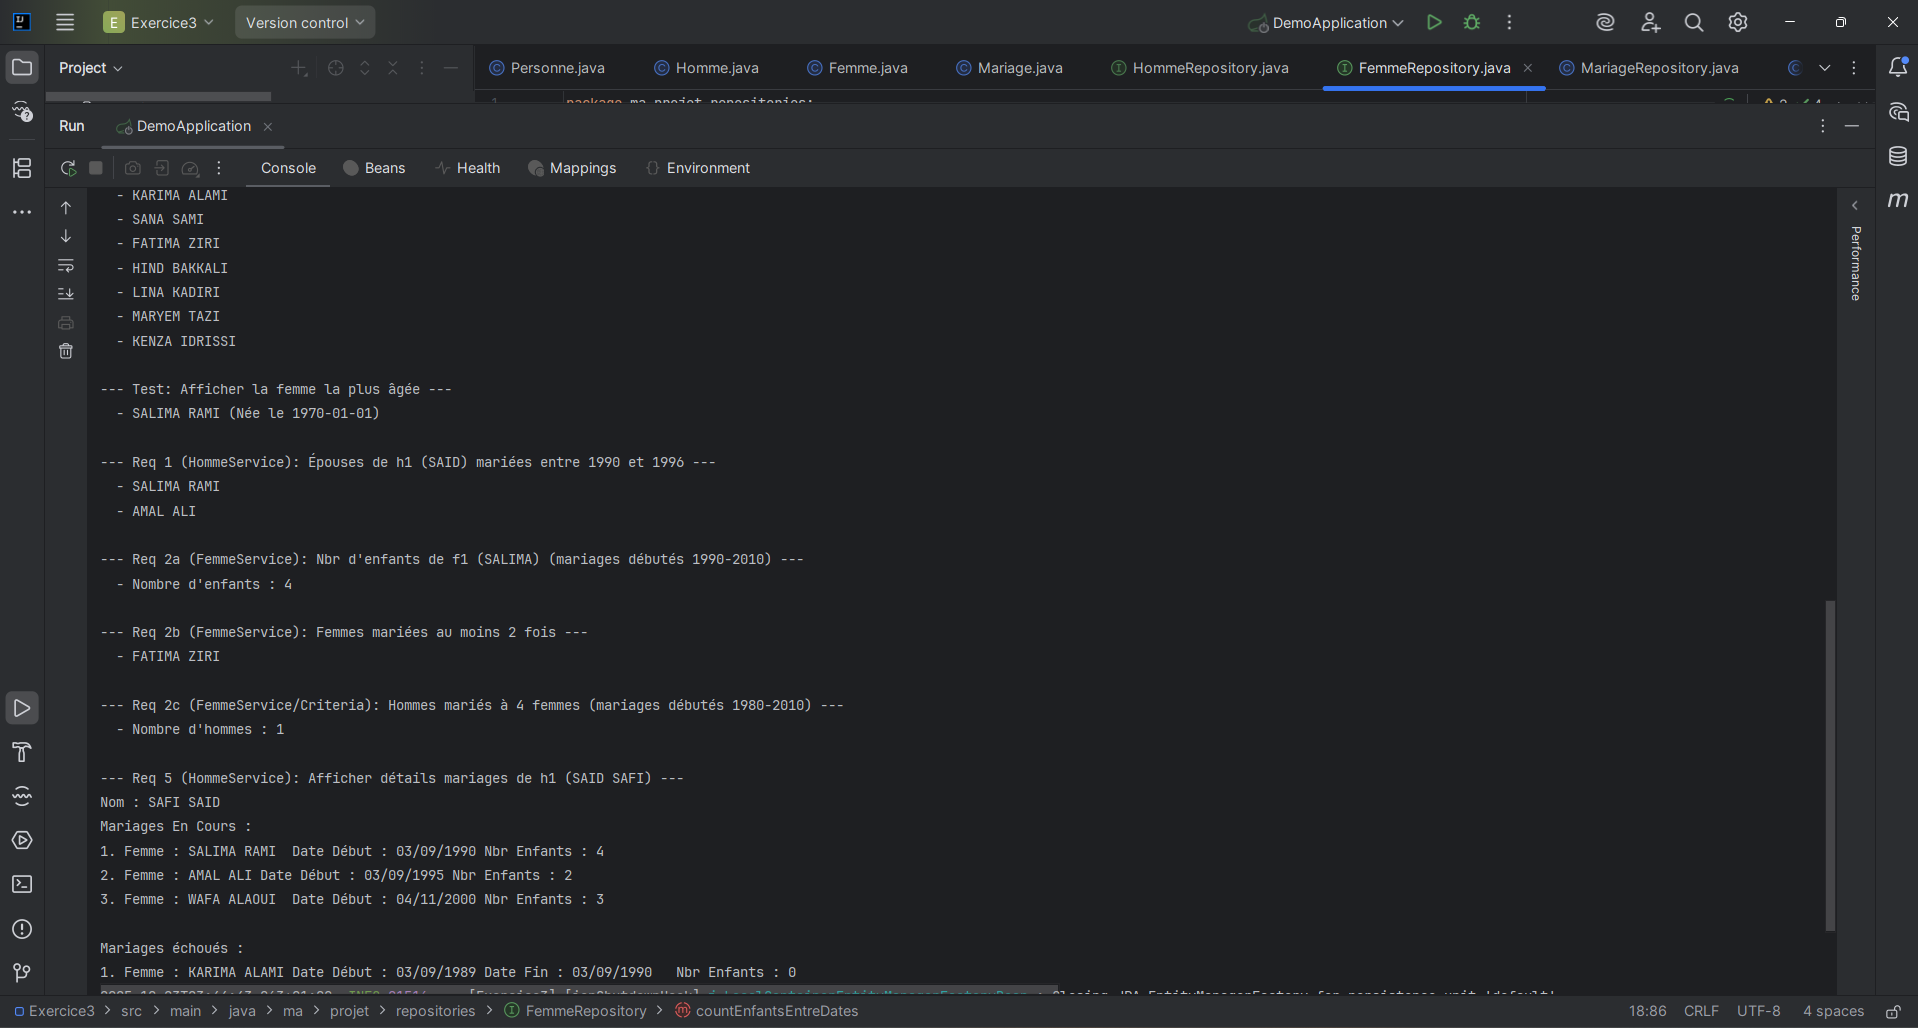 E Exercice3 Version control DemoApplication
Project Personne.java Homme.java Femme.java Mariage.java HommeRepository.java FemmeRepository.java MariageRepository.java
1 package ma.projet.repositories; 2 4
Run DemoApplication
Console Beans Health Mappings Environment
Performance
- KARIMA ALAMI
- SANA SAMI
- FATIMA ZIRI
- HIND BAKKALI
- LINA KADIRI
- MARYEM TAZI
- KENZA IDRISSI
--- Test: Afficher la femme la plus âgée ---
- SALIMA RAMI (Née le 1970-01-01)
--- Req 1 (HommeService): Épouses de h1 (SAID) mariées entre 1990 et 1996 ---
- SALIMA RAMI
- AMAL ALI
--- Req 2a (FemmeService): Nbr d'enfants de f1 (SALIMA) (mariages débutés 1990-2010) ---
- Nombre d'enfants : 4
--- Req 2b (FemmeService): Femmes mariées au moins 2 fois ---
- FATIMA ZIRI
--- Req 2c (FemmeService/Criteria): Hommes mariés à 4 femmes (mariages débutés 1980-2010) ---
- Nombre d'hommes : 1
--- Req 5 (HommeService): Afficher détails mariages de h1 (SAID SAFI) ---
Nom : SAFI SAID
Mariages En Cours :
1. Femme : SALIMA RAMI  Date Début : 03/09/1990 Nbr Enfants : 4
2. Femme : AMAL ALI Date Début : 03/09/1995 Nbr Enfants : 2
3. Femme : WAFA ALAOUI  Date Début : 04/11/2000 Nbr Enfants : 3
Mariages échoués :
1. Femme : KARIMA ALAMI Date Début : 03/09/1989 Date Fin : 03/09/1990   Nbr Enfants : 0
Exercice3 > src > main > java > ma > projet > repositories > FemmeRepository > countEnfantsEntreDates 18:86 CRLF UTF-8 4 spaces